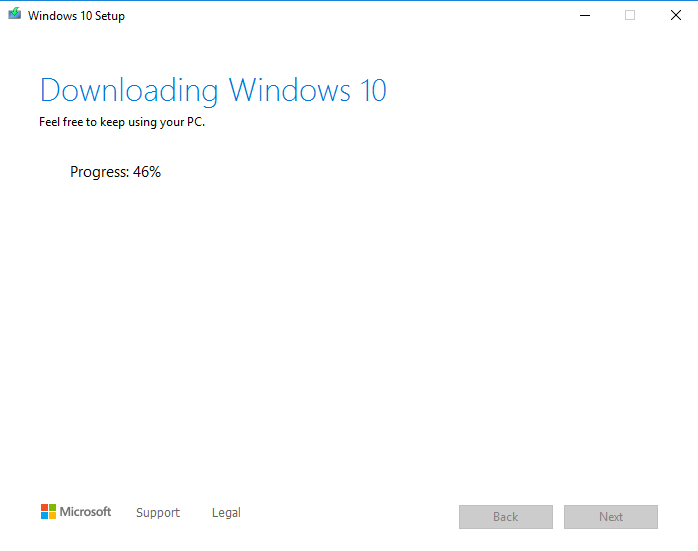 Windows 10 Setup
Downloading Windows 10
Feel free to keep using your PC.
Progress: 46%
Microsoft Support Legal Back Next